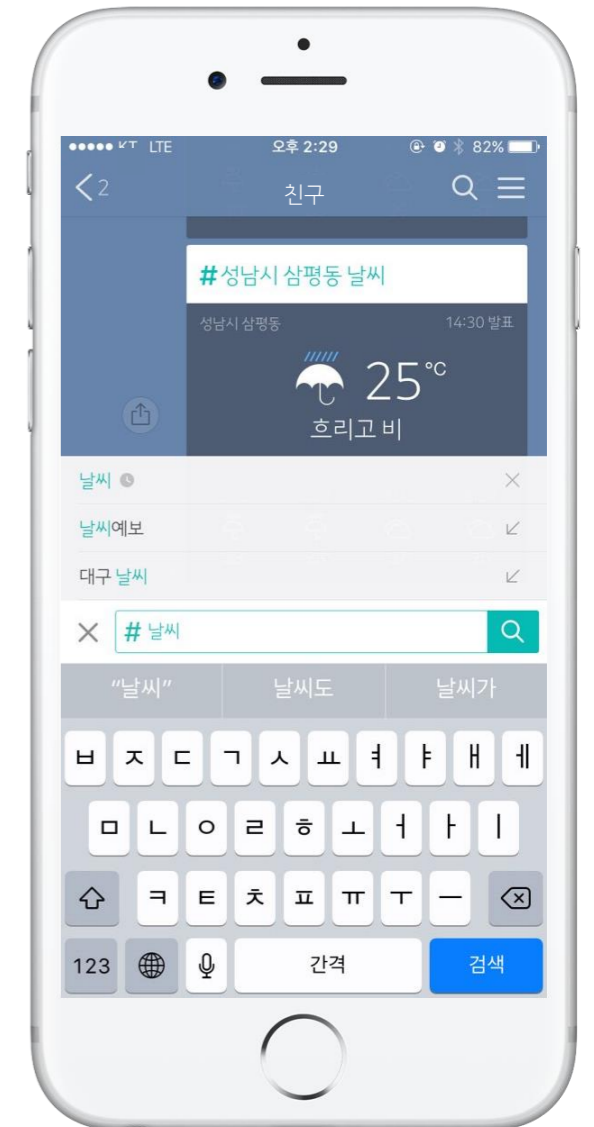 KT LTE 오후 2:29 82%
2 친구
#성남시 삼평동 날씨
성남시 삼평동 14:30 발표
25℃
흐리고 비
날씨
날씨예보
대구 날씨
# 날씨
“날씨” 날씨도 날씨가
ㅂ ㅈ ㄷ ㄱ ㅅ ㅛ ㅕ ㅑ ㅐ ㅔ
ㅁ ㄴ ㅇ ㄹ ㅎ ㅗ ㅓ ㅏ ㅣ
ㅋ ㅌ ㅊ ㅍ ㅠ ㅜ ㅡ
123 간격 검색